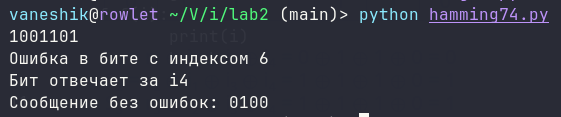 vaneshik@rowlet ~/V/i/lab2 (main)> python hamming74.py
1001101
print(l)
Ошибка в бите с индексом 6
Бит отвечает за i4
Сообщение без ошибок: 0100